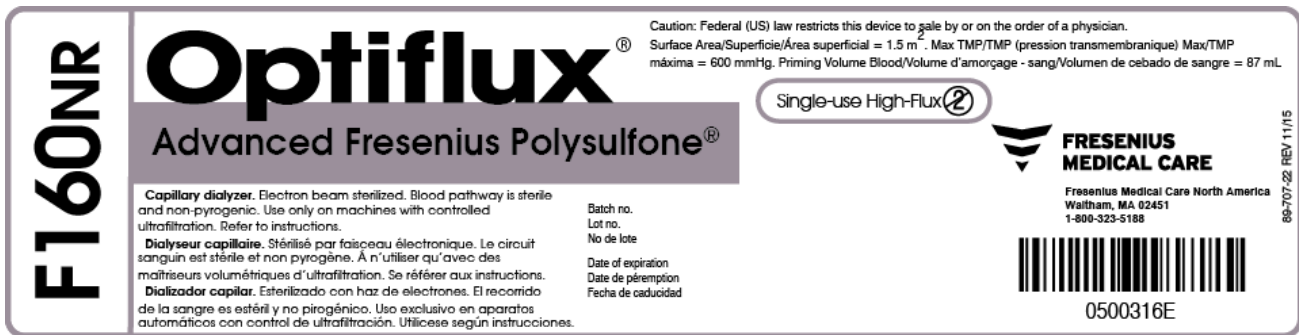 F160NR
Optiflux®
Advanced Fresenius Polysulfone®
Capillary dialyzer. Electron beam sterilized. Blood pathway is sterile
and non-pyrogenic. Use only on machines with controlled
ultrafiltration. Refer to instructions.
Dialyseur capillaire. Stérilisé par faisceau électronique. Le circuit
sanguin est stérile et non pyrogène. À n'utiliser qu'avec des
maîtriseurs volumétriques d'ultrafiltration. Se référer aux instructions.
Dializador capilar. Esterilizado con haz de electrones. El recorrido
de la sangre es estéril y no pirogénico. Uso exclusivo en aparatos
automáticos con control de ultrafiltración. Utilicese según instrucciones.
Batch no.
Lot no.
No de lote
Date of expiration
Date de péremption
Fecha de caducidad
Caution: Federal (US) law restricts this device to sale by or on the order of a physician.
Surface Area/Superficie/Área superficial = 1.5 m². Max TMP/TMP (pression transmembranique) Max/TMP
máxima = 600 mmHg. Priming Volume Blood/Volume d'amorçage - sang/Volumen de cebado de sangre = 87 mL
Single-use High-Flux 2
FRESENIUS
MEDICAL CARE
Fresenius Medical Care North America
Waltham, MA 02451
1-800-323-5188
0500316E
89-707-22 REV 11/15